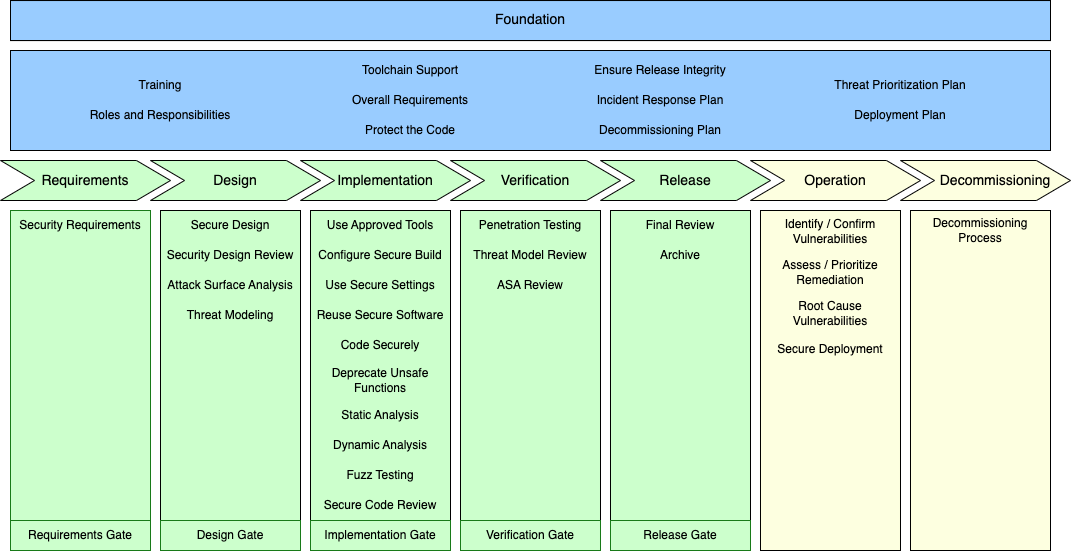 Foundation
Training
Roles and Responsibilities
Toolchain Support
Overall Requirements
Protect the Code
Ensure Release Integrity
Incident Response Plan
Decommissioning Plan
Threat Prioritization Plan
Deployment Plan
Requirements
Design
Implementation
Verification
Release
Operation
Decommissioning
Security Requirements
Requirements Gate
Secure Design
Security Design Review
Attack Surface Analysis
Threat Modeling
Design Gate
Use Approved Tools
Configure Secure Build
Use Secure Settings
Reuse Secure Software
Code Securely
Deprecate Unsafe
Functions
Static Analysis
Dynamic Analysis
Fuzz Testing
Secure Code Review
Implementation Gate
Penetration Testing
Threat Model Review
ASA Review
Verification Gate
Final Review
Archive
Release Gate
Identify / Confirm
Vulnerabilities
Assess / Prioritize
Remediation
Root Cause
Vulnerabilities
Secure Deployment
Decommissioning
Process